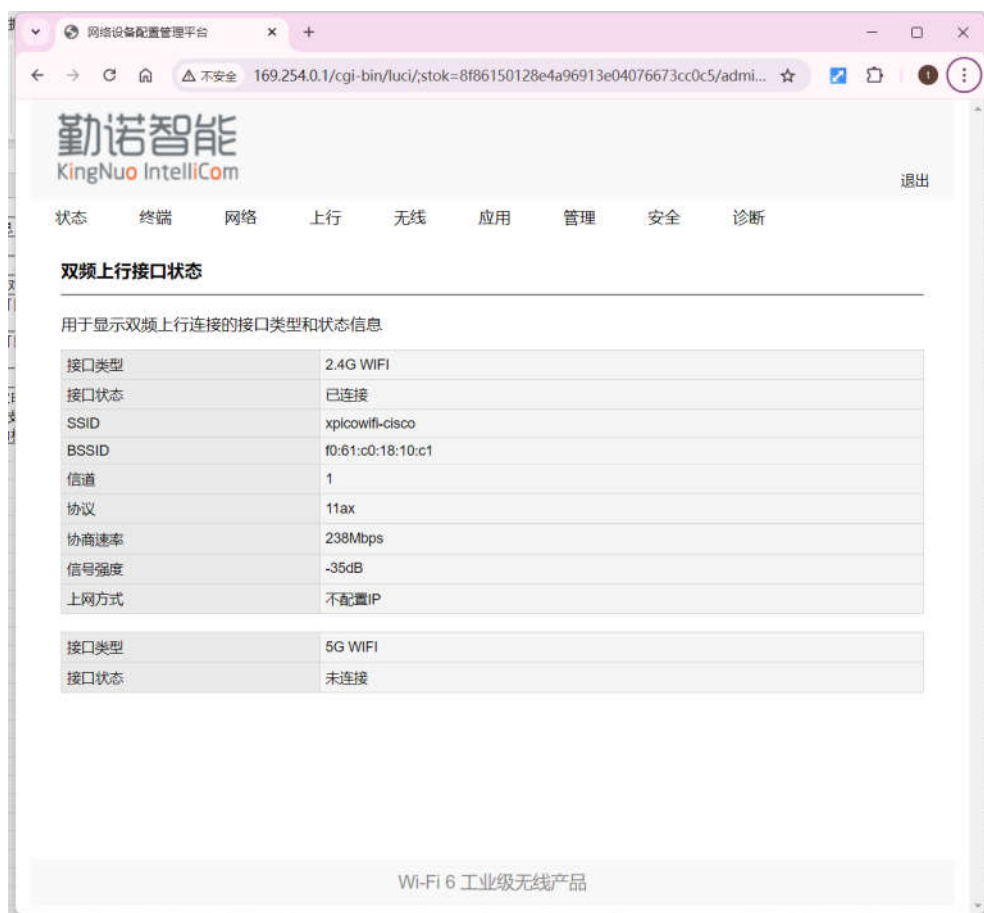 网络设备配置管理平台
不安全 169.254.0.1/cgi-bin/luci/;stok=8f86150128e4a96913e04076673cc0c5/admi...
勤诺智能
KingNuo IntelliCom
退出
状态 终端 网络 上行 无线 应用 管理 安全 诊断
双频上行接口状态
用于显示双频上行连接的接口类型和状态信息
接口类型 2.4G WIFI
接口状态 已连接
SSID xpicowifi-cisco
BSSID f0:61:c0:18:10:c1
信道 1
协议 11ax
协商速率 238Mbps
信号强度 -35dB
上网方式 不配置IP
接口类型 5G WIFI
接口状态 未连接
Wi-Fi 6 工业级无线产品